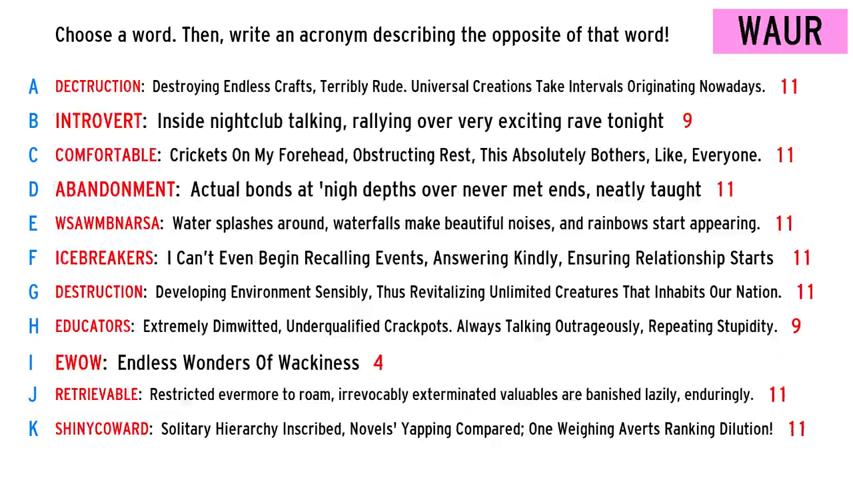 Choose a word. Then, write an acronym describing the opposite of that word!
WAUR
A DECTRUCTION: Destroying Endless Crafts, Terribly Rude. Universal Creations Take Intervals Originating Nowadays. 11
B INTROVERT: Inside nightclub talking, rallying over very exciting rave tonight 9
C COMFORTABLE: Crickets On My Forehead, Obstructing Rest, This Absolutely Bothers, Like, Everyone. 11
D ABANDONMENT: Actual bonds at 'nigh depths over never met ends, neatly taught 11
E WSAWMBNARSA: Water splashes around, waterfalls make beautiful noises, and rainbows start appearing. 11
F ICEBREAKERS: I Can't Even Begin Recalling Events, Answering Kindly, Ensuring Relationship Starts 11
G DESTRUCTION: Developing Environment Sensibly, Thus Revitalizing Unlimited Creatures That Inhabits Our Nation. 11
H EDUCATORS: Extremely Dimwitted, Underqualified Crackpots. Always Talking Outrageously, Repeating Stupidity. 9
I EWOW: Endless Wonders Of Wackiness 4
J RETRIEVABLE: Restricted evermore to roam, irrevocably exterminated valuables are banished lazily, enduringly. 11
K SHINYCOWARD: Solitary Hierarchy Inscribed, Novels' Yapping Compared; One Weighing Averts Ranking Dilution! 11